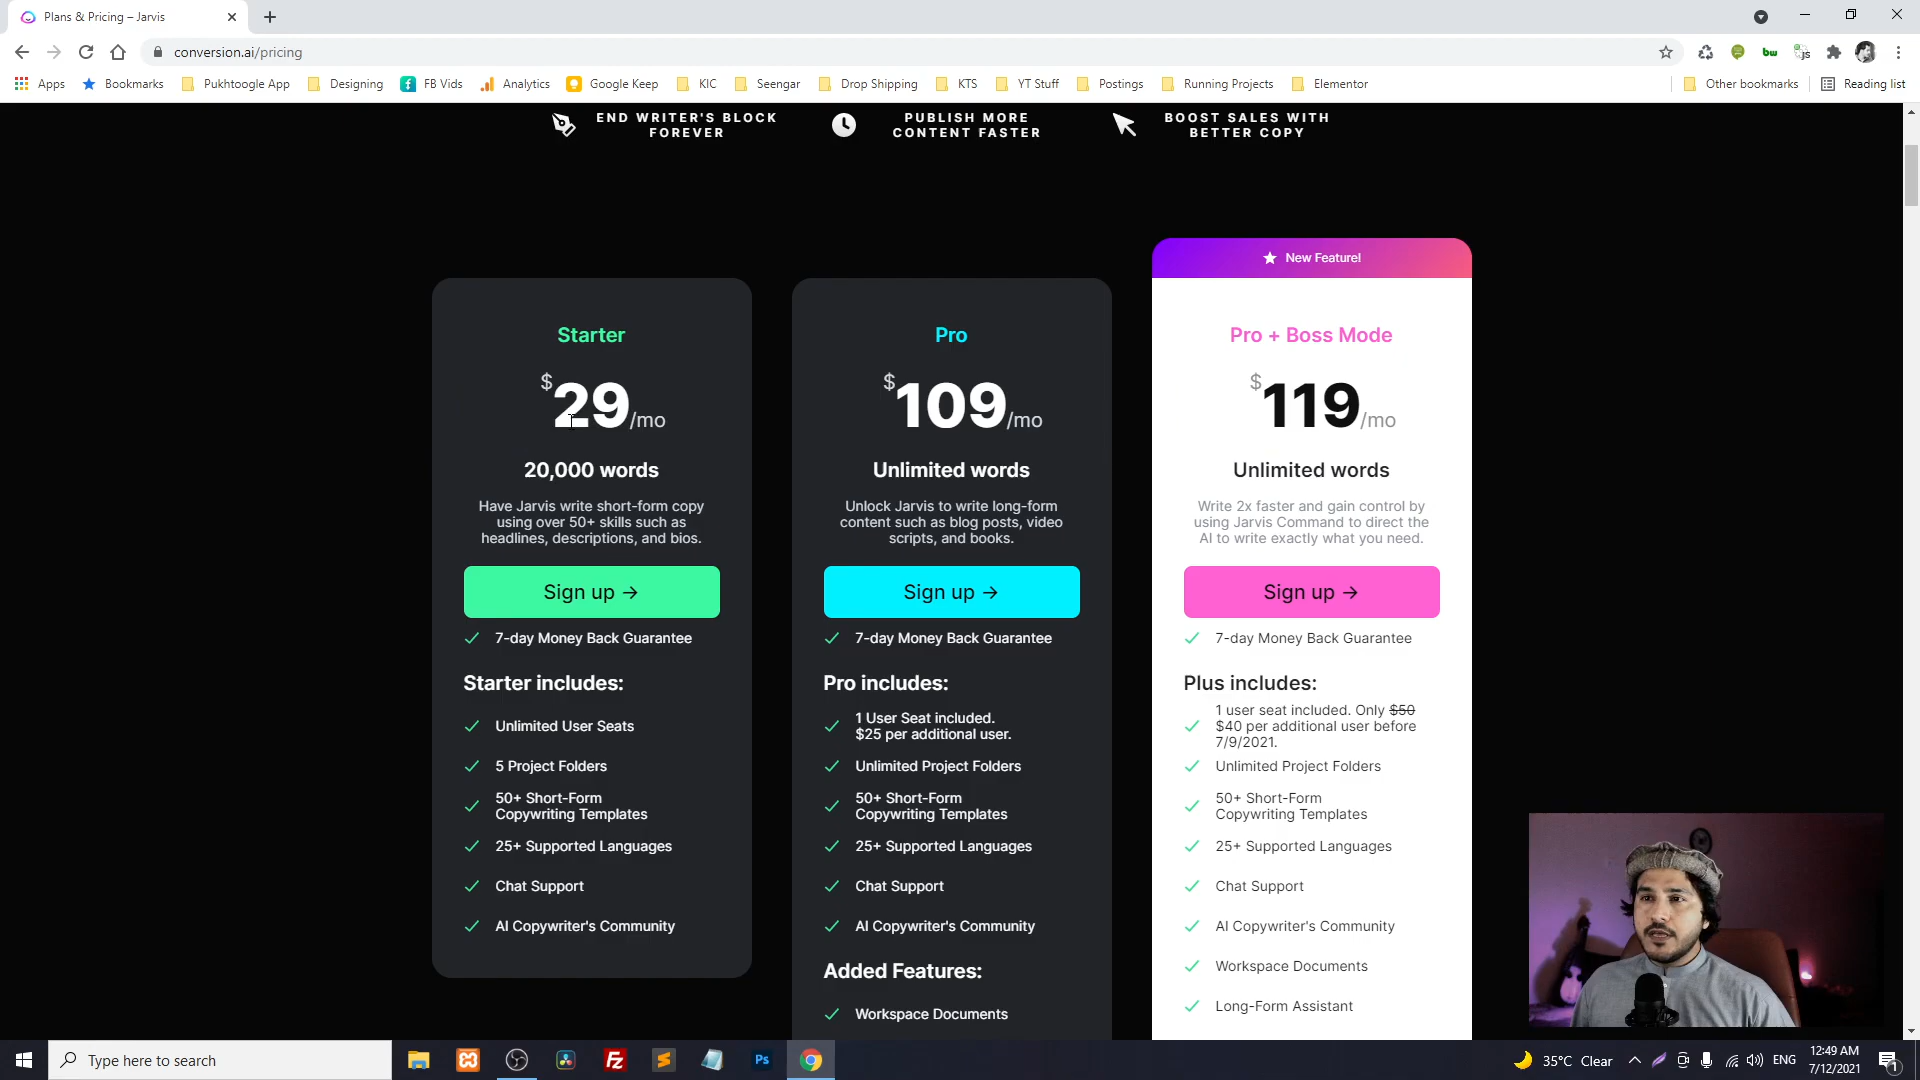 Plans & Pricing – Jarvis
conversion.ai/pricing
Apps
Bookmarks
Pukhtoogle App
Designing
FB Vids
Analytics
Google Keep
KIC
Seengar
Drop Shipping
KTS
YT Stuff
Postings
Running Projects
Elementor
Other bookmarks
Reading list
END WRITER'S BLOCK
FOREVER
PUBLISH MORE
CONTENT FASTER
BOOST SALES WITH
BETTER COPY
Starter
$29/mo
20,000 words
Have Jarvis write short-form copy
using over 50+ skills such as
headlines, descriptions, and bios.
Sign up →
7-day Money Back Guarantee
Starter includes:
Unlimited User Seats
5 Project Folders
50+ Short-Form
Copywriting Templates
25+ Supported Languages
Chat Support
AI Copywriter's Community
Pro
$109/mo
Unlimited words
Unlock Jarvis to write long-form
content such as blog posts, video
scripts, and books.
Sign up →
7-day Money Back Guarantee
Pro includes:
1 User Seat included.
$25 per additional user.
Unlimited Project Folders
50+ Short-Form
Copywriting Templates
25+ Supported Languages
Chat Support
AI Copywriter's Community
Added Features:
Workspace Documents
New Feature!
Pro + Boss Mode
$119/mo
Unlimited words
Write 2x faster and gain control by
using Jarvis Command to direct the
AI to write exactly what you need.
Sign up →
7-day Money Back Guarantee
Plus includes:
1 user seat included. Only $50
$40 per additional user before
7/9/2021.
Unlimited Project Folders
50+ Short-Form
Copywriting Templates
25+ Supported Languages
Chat Support
AI Copywriter's Community
Workspace Documents
Long-Form Assistant
Type here to search
Fz
Ps
35°C Clear
ENG
12:49 AM
7/12/2021
1